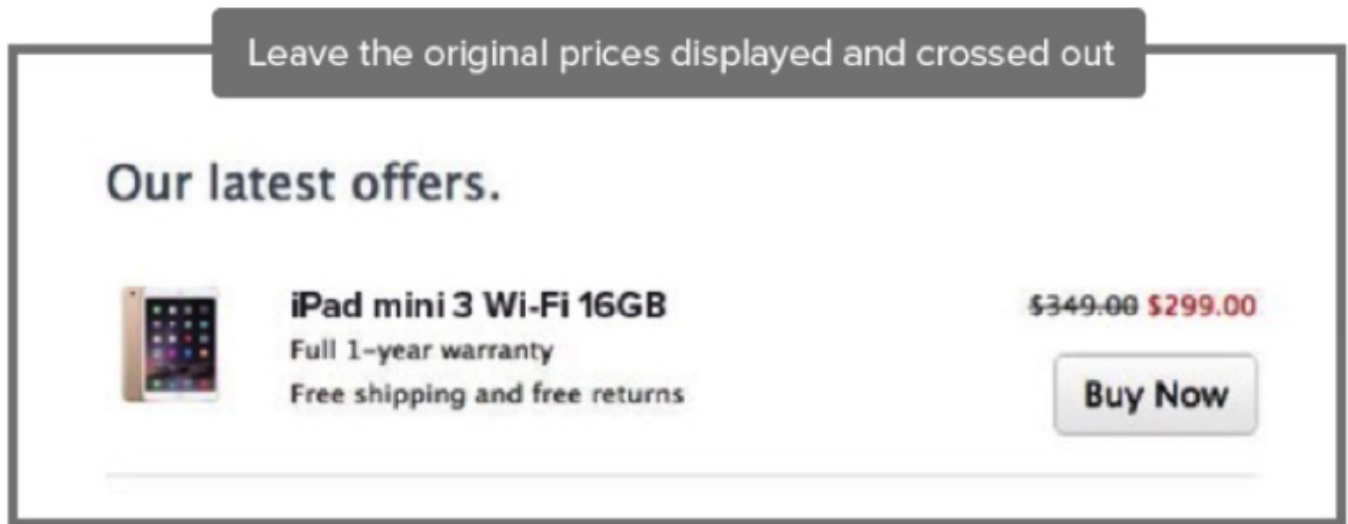 Leave the original prices displayed and crossed out
Our latest offers.
iPad mini 3 Wi-Fi 16GB
$349.00 $299.00
Full 1-year warranty
Free shipping and free returns
Buy Now